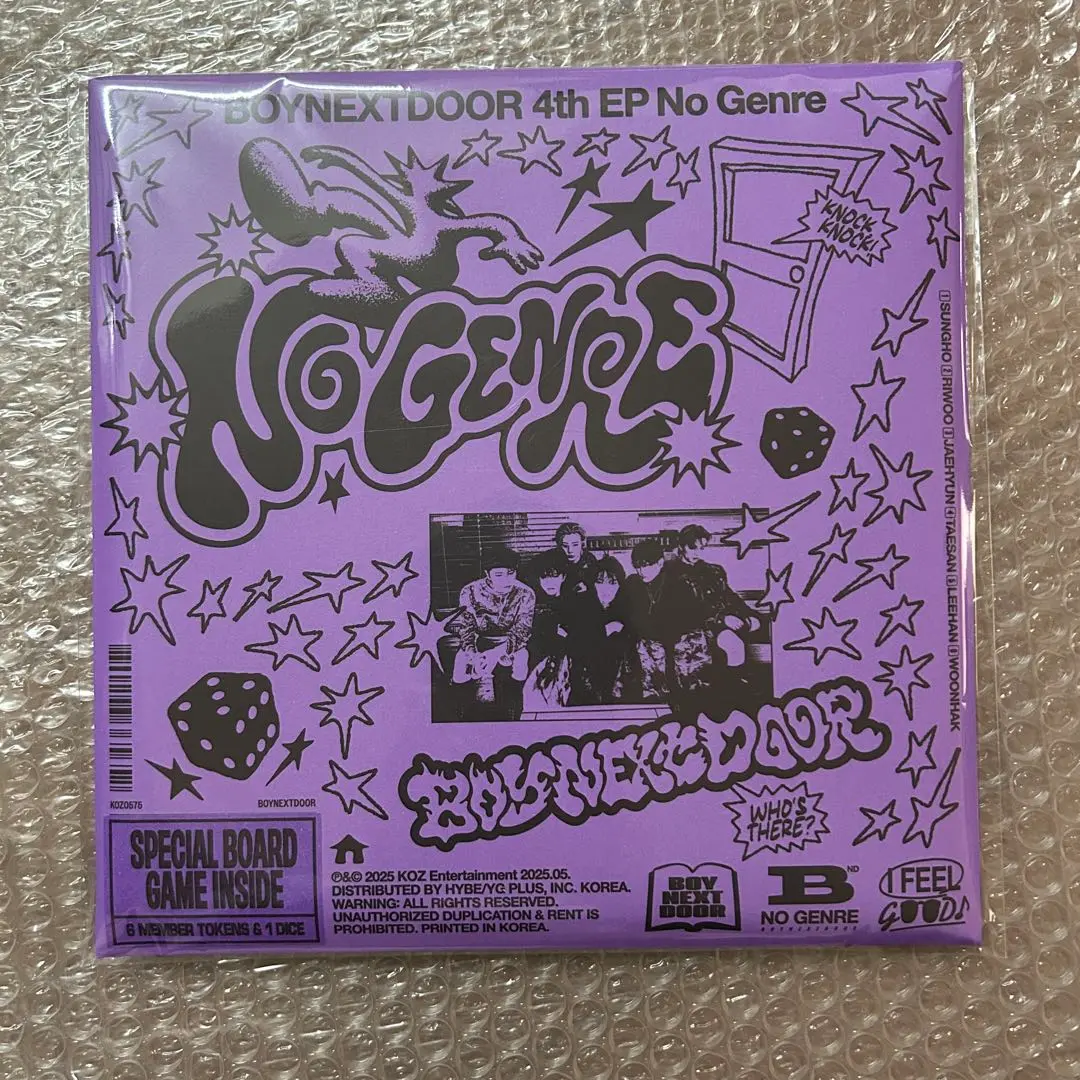 BOYNEXTDOOR 4th EP No Genre
KNOCK
KNOCK!
NO GENRE
1 SUNGHO 2 RIWOO 3 JAEHYUN 4 TAESAN 5 LEEHAN 6 WOONHAK
BOYNEXTDOOR
WHO'S
THERE?
KOZ0575
BOYNEXTDOOR
SPECIAL BOARD
GAME INSIDE
6 MEMBER TOKENS & 1 DICE
℗&© 2025 KOZ Entertainment 2025.05.
DISTRIBUTED BY HYBE/YG PLUS, INC. KOREA.
WARNING: ALL RIGHTS RESERVED.
UNAUTHORIZED DUPLICATION & RENT IS
PROHIBITED. PRINTED IN KOREA.
BOY
NEXT
DOOR
B ND
NO GENRE
BOYNEXTDOOR
I FEEL
GOOD♪